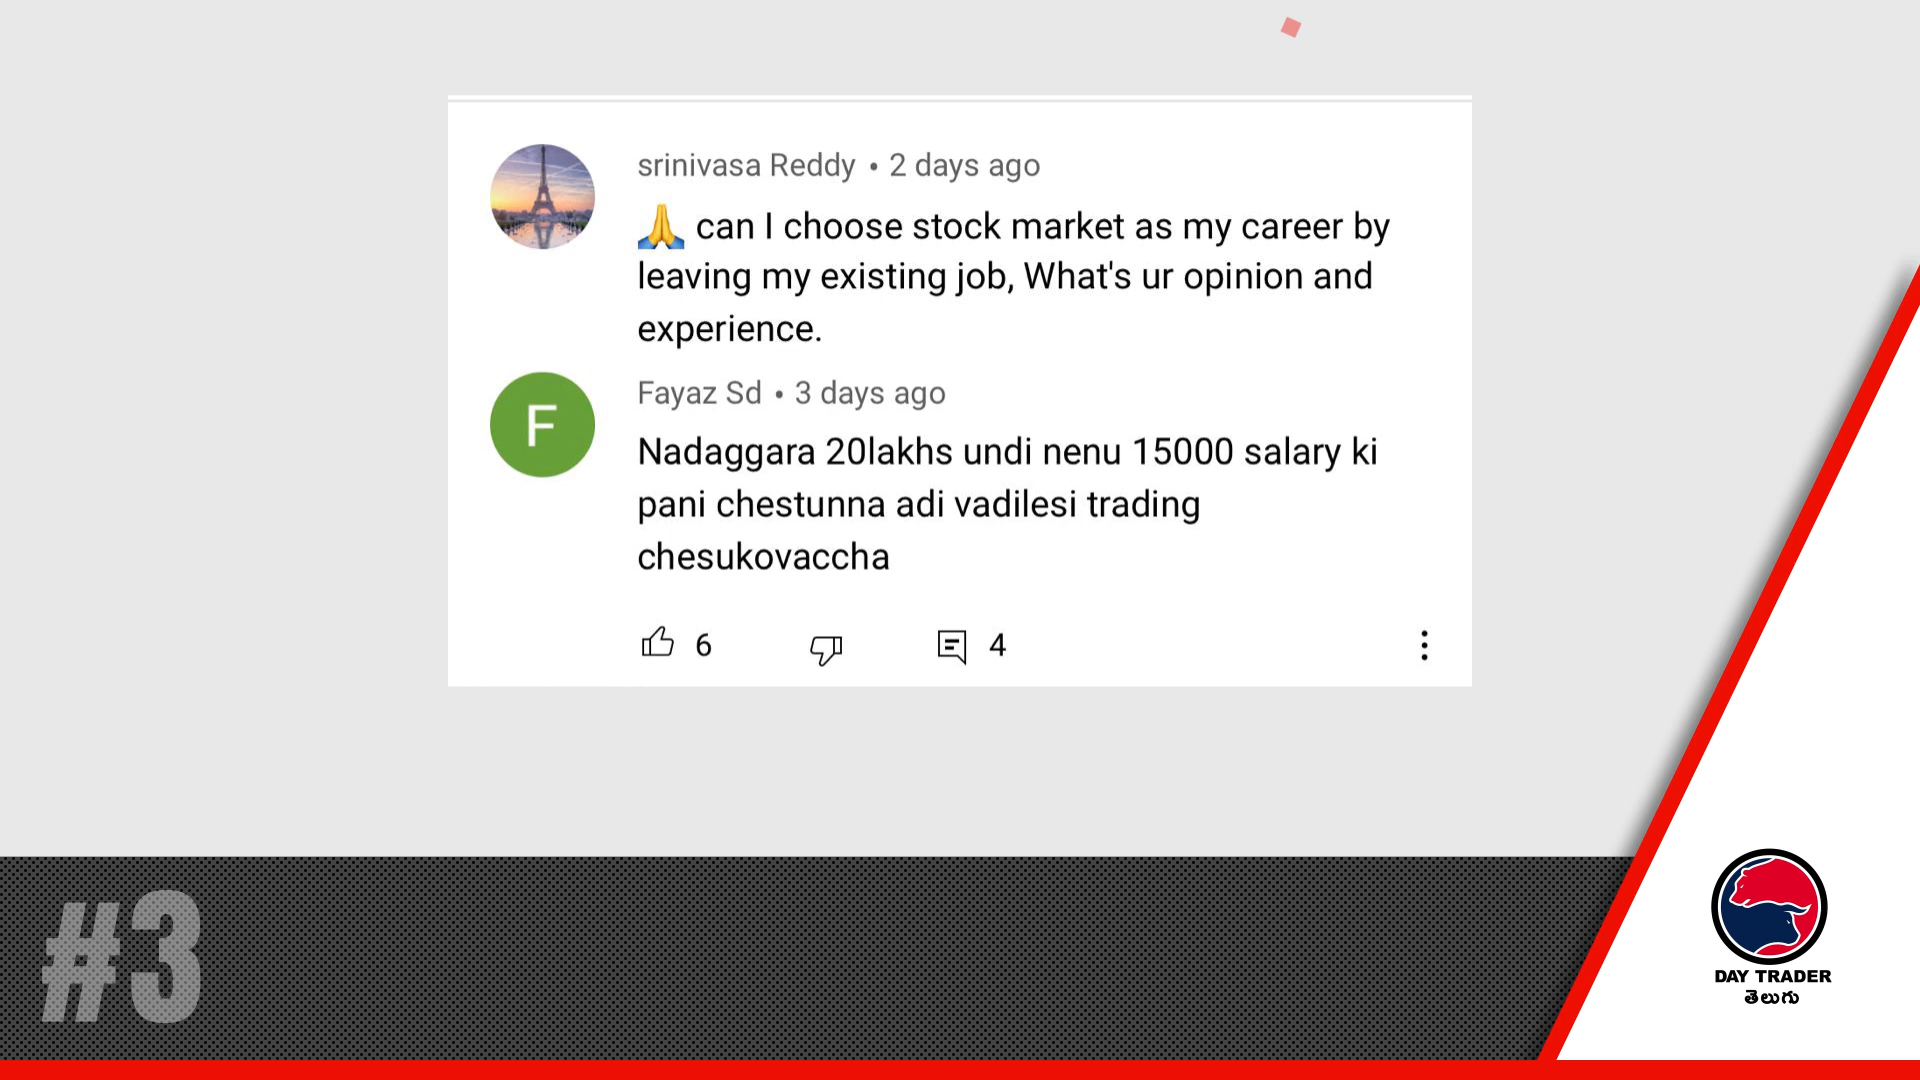 srinivasa Reddy • 2 days ago
🙏 can I choose stock market as my career by
leaving my existing job, What's ur opinion and
experience.
F
Fayaz Sd • 3 days ago
Nadaggara 20lakhs undi nenu 15000 salary ki
pani chestunna adi vadilesi trading
chesukovaccha
6 4
#3
DAY TRADER
తెలుగు